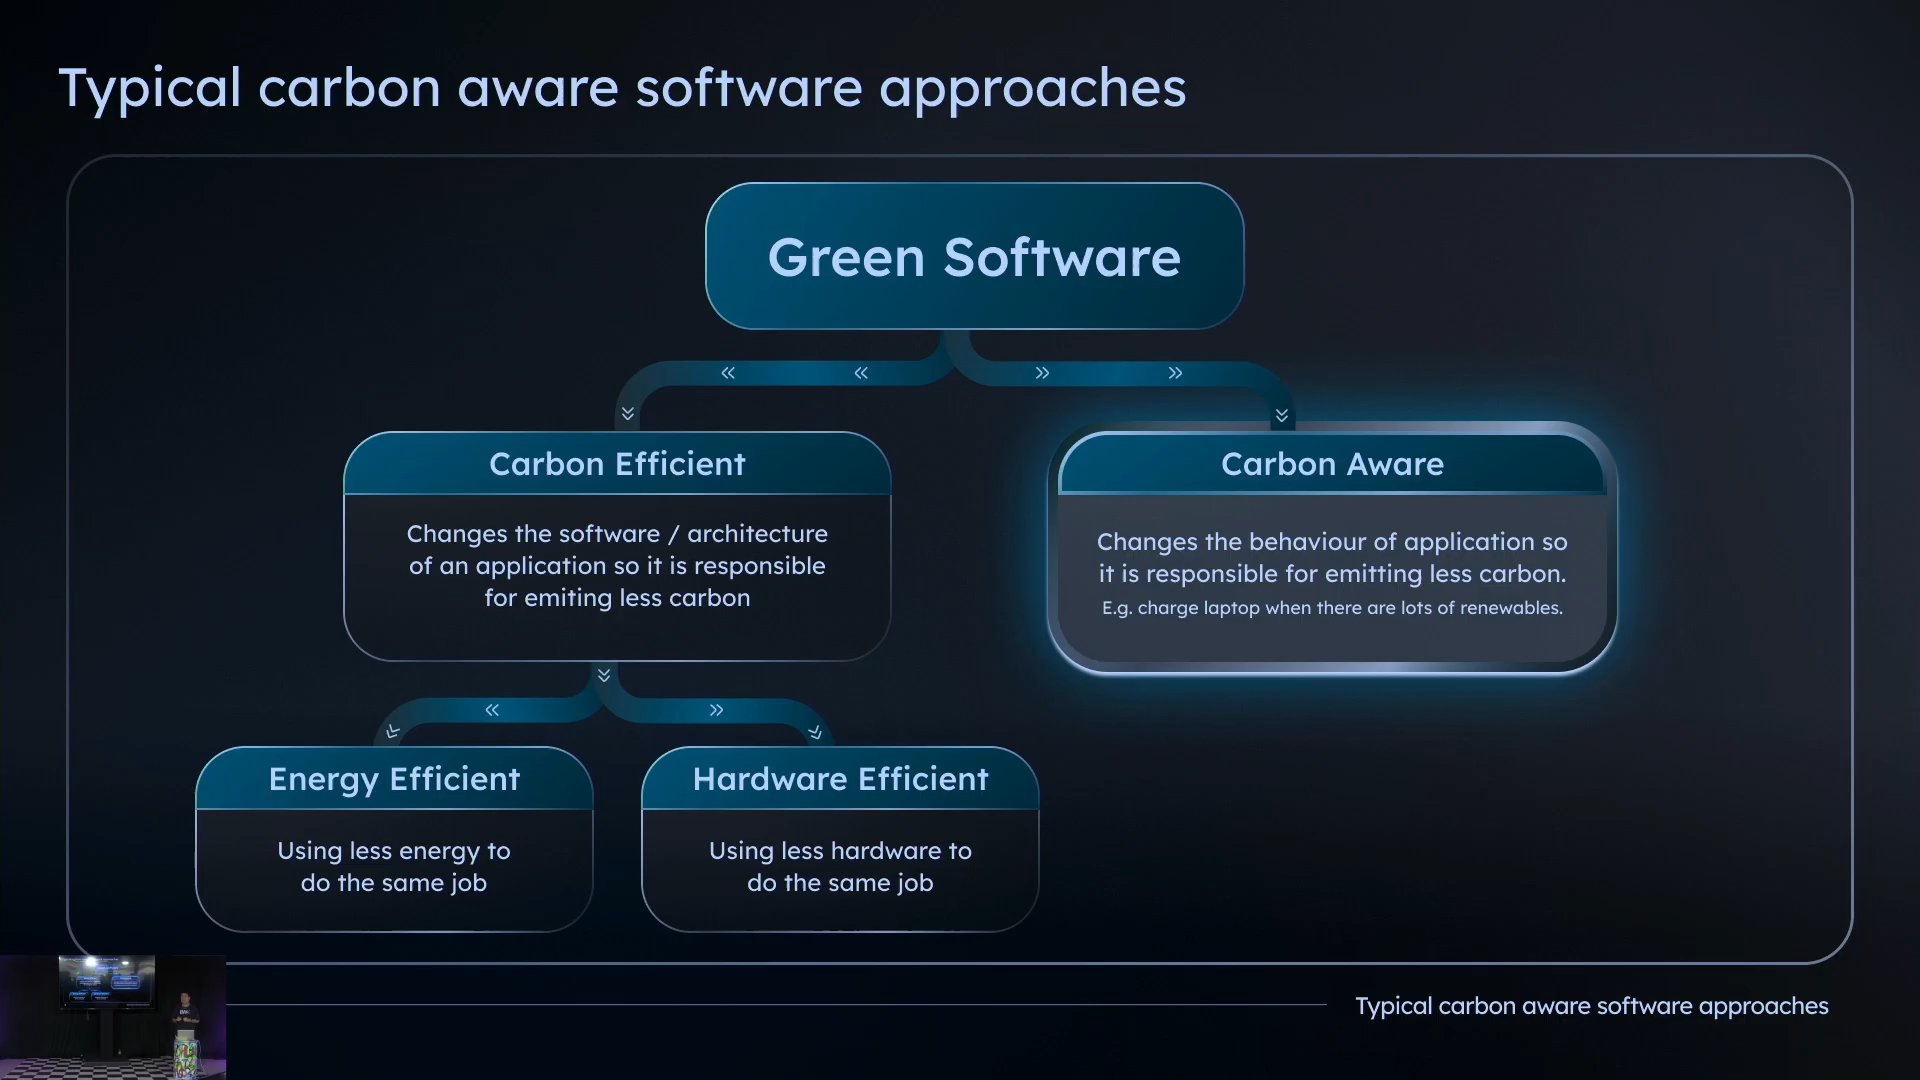 Typical carbon aware software approaches
Green Software
Carbon Efficient
Changes the software / architecture
of an application so it is responsible
for emiting less carbon
Carbon Aware
Changes the behaviour of application so
it is responsible for emitting less carbon.
E.g. charge laptop when there are lots of renewables.
Energy Efficient
Using less energy to
do the same job
Hardware Efficient
Using less hardware to
do the same job
Typical carbon aware software approaches